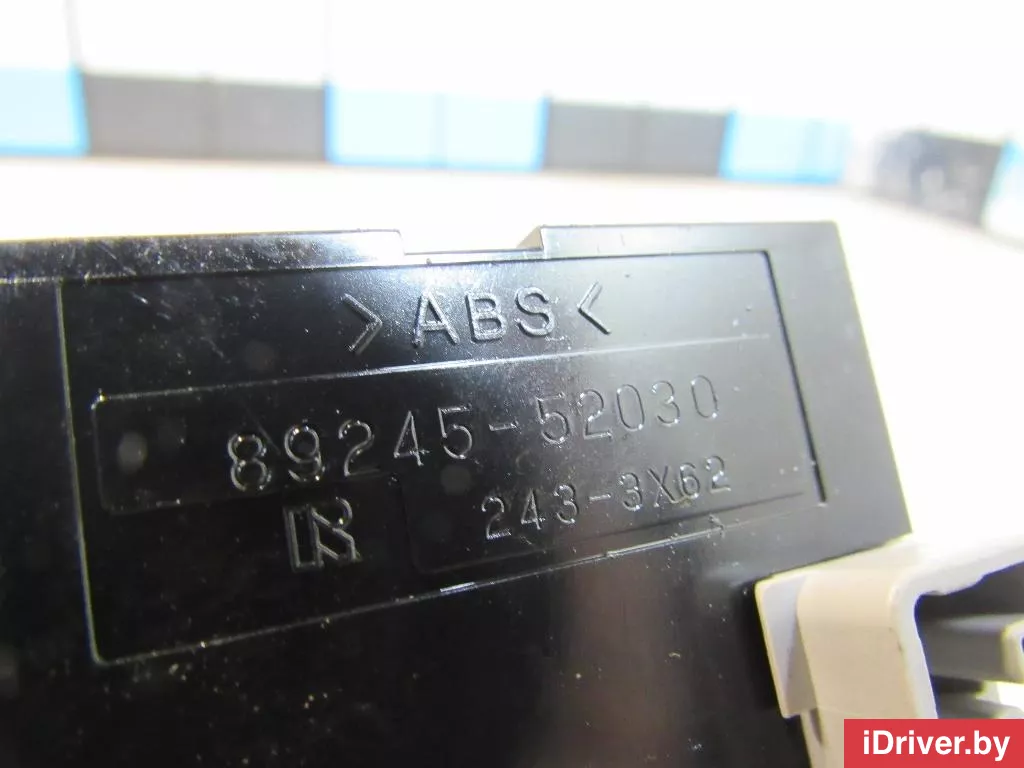 >ABS<
89245-52030
R 243-3X62
iDriver.by